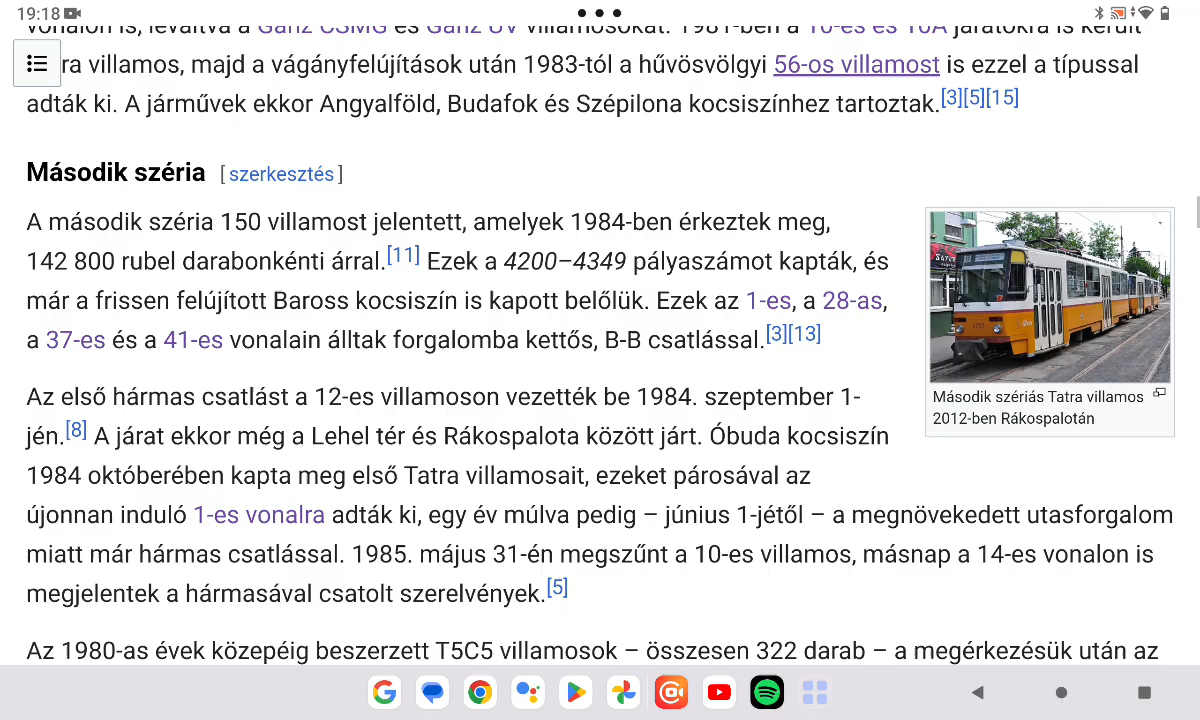 19:18
vonalon is, leváltva a Ganz CSMG és Ganz UV villamosokat. 1981-ben a 10-es és 10A járatokra is került
ra villamos, majd a vágányfelújítások után 1983-tól a hűvösvölgyi 56-os villamost is ezzel a típussal
adták ki. A járművek ekkor Angyalföld, Budafok és Szépilona kocsiszínhez tartoztak.[3][5][15]
Második széria [ szerkesztés ]
A második széria 150 villamost jelentett, amelyek 1984-ben érkeztek meg,
142 800 rubel darabonkénti árral.[11] Ezek a 4200–4349 pályaszámot kapták, és
már a frissen felújított Baross kocsiszín is kapott belőlük. Ezek az 1-es, a 28-as,
a 37-es és a 41-es vonalain álltak forgalomba kettős, B-B csatlással.[3][13]
Második szériás Tatra villamos
2012-ben Rákospalotán
Az első hármas csatlást a 12-es villamoson vezették be 1984. szeptember 1-
jén.[8] A járat ekkor még a Lehel tér és Rákospalota között járt. Óbuda kocsiszín
1984 októberében kapta meg első Tatra villamosait, ezeket párosával az
újonnan induló 1-es vonalra adták ki, egy év múlva pedig – június 1-jétől – a megnövekedett utasforgalom
miatt már hármas csatlással. 1985. május 31-én megszűnt a 10-es villamos, másnap a 14-es vonalon is
megjelentek a hármasával csatolt szerelvények.[5]
Az 1980-as évek közepéig beszerzett T5C5 villamosok – összesen 322 darab – a megérkezésük után az